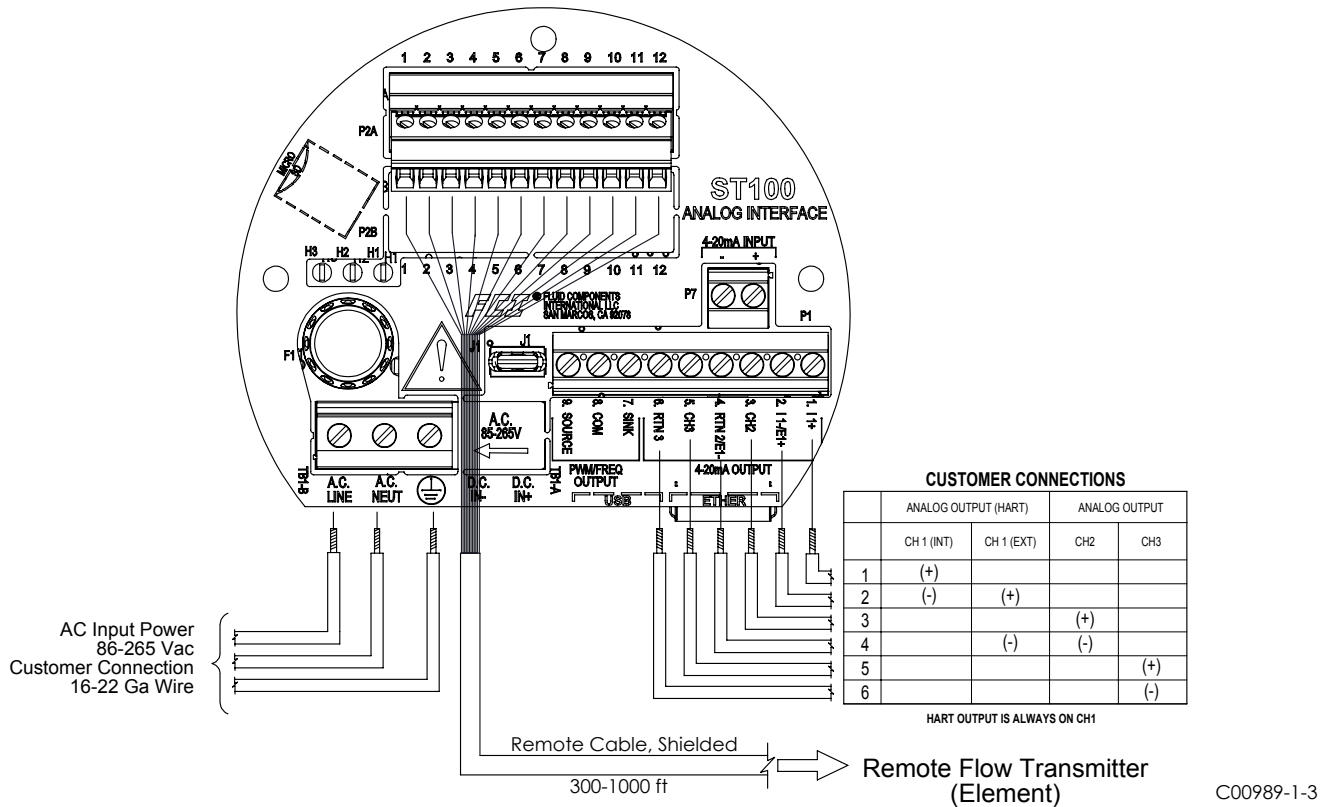 1 2 3 4 5 6 7 8 9 10 11 12
A
P2A
MICRO
B
P2B
ST100
ANALOG INTERFACE
4-20mA INPUT
- +
H3 H2 H1
H2 H1
1 2 3 4 5 6 7 8 9 10 11 12
P7
P1
FCI
FLUID COMPONENTS
INTERNATIONAL LLC
SAN MARCOS, CA 92078
F1
J1
J1
9. SOURCE
8. COM
7. SINK
6. RTN 3
5. CH3
4. RTN 2/E1-
3. CH2
2. I 1-/E1+
1. I 1+
A.C.
85-265V
TB1-B
A.C.
LINE
A.C.
NEUT
D.C.
IN-
D.C.
IN+
TB1-A
PWM/FREQ
OUTPUT
4-20mA OUTPUT
USB
ETHER
CUSTOMER CONNECTIONS
ANALOG OUTPUT (HART) ANALOG OUTPUT
CH 1 (INT) CH 1 (EXT) CH2 CH3
1 (+)
2 (-) (+)
3 (+)
4 (-) (-)
5 (+)
6 (-)
HART OUTPUT IS ALWAYS ON CH1
AC Input Power
86-265 Vac
Customer Connection
16-22 Ga Wire
Remote Cable, Shielded
300-1000 ft
Remote Flow Transmitter
(Element)
C00989-1-3